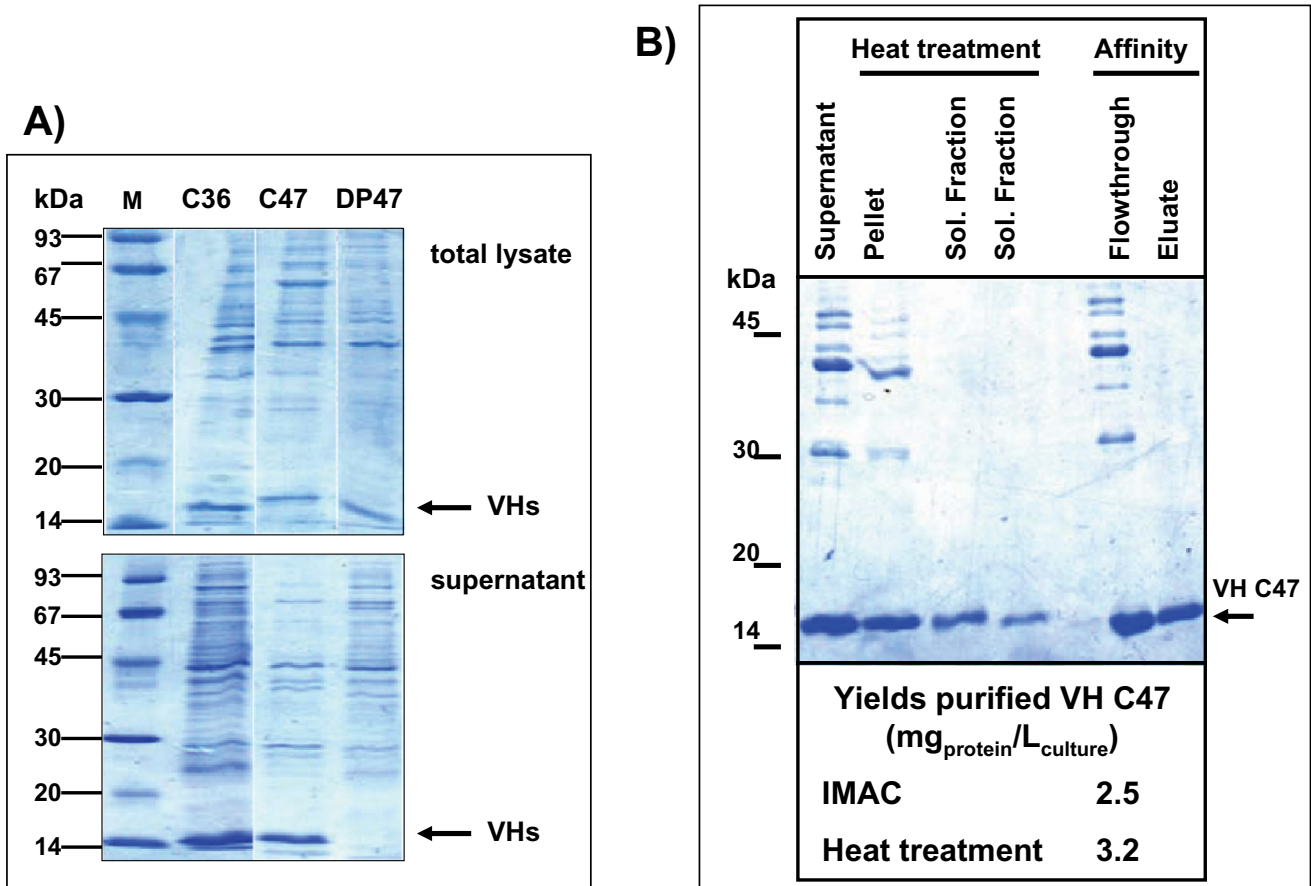 A)
kDa M C36 C47 DP47
93
67
45
30
20
14
total lysate
VHs
93
67
45
30
20
14
supernatant
VHs
B)
Heat treatment Affinity
Supernatant
Pellet
Sol. Fraction
Sol. Fraction
Flowthrough
Eluate
kDa
45
30
20
14
VH C47
Yields purified VH C47
(mgprotein/Lculture)
IMAC 2.5
Heat treatment 3.2